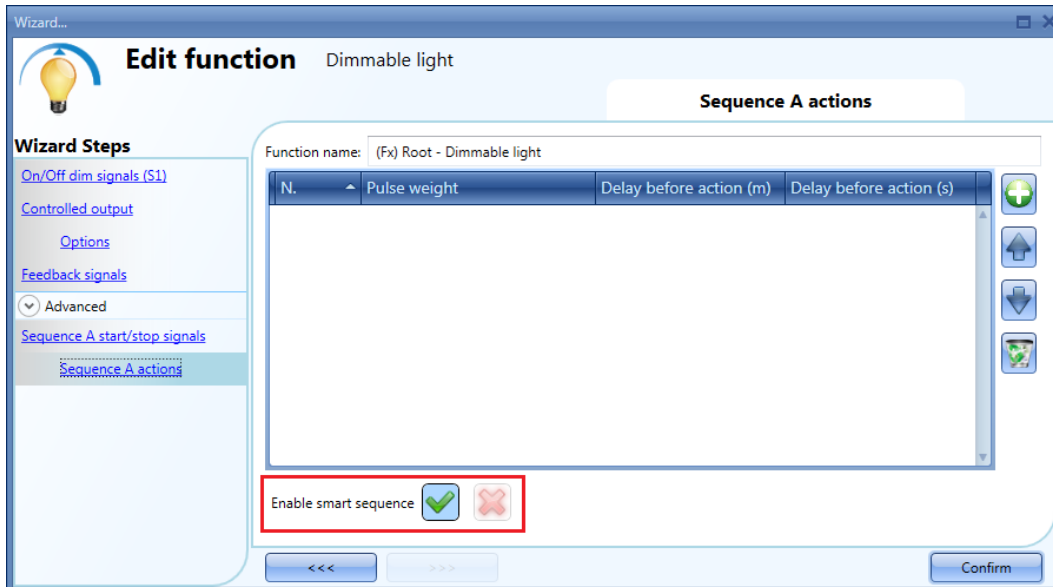 Wizard...
Edit function Dimmable light
Sequence A actions
Wizard Steps
On/Off dim signals (S1)
Controlled output
Options
Feedback signals
Advanced
Sequence A start/stop signals
Sequence A actions
Function name: (Fx) Root - Dimmable light
N. Pulse weight Delay before action (m) Delay before action (s)
Enable smart sequence
<<< >>> Confirm